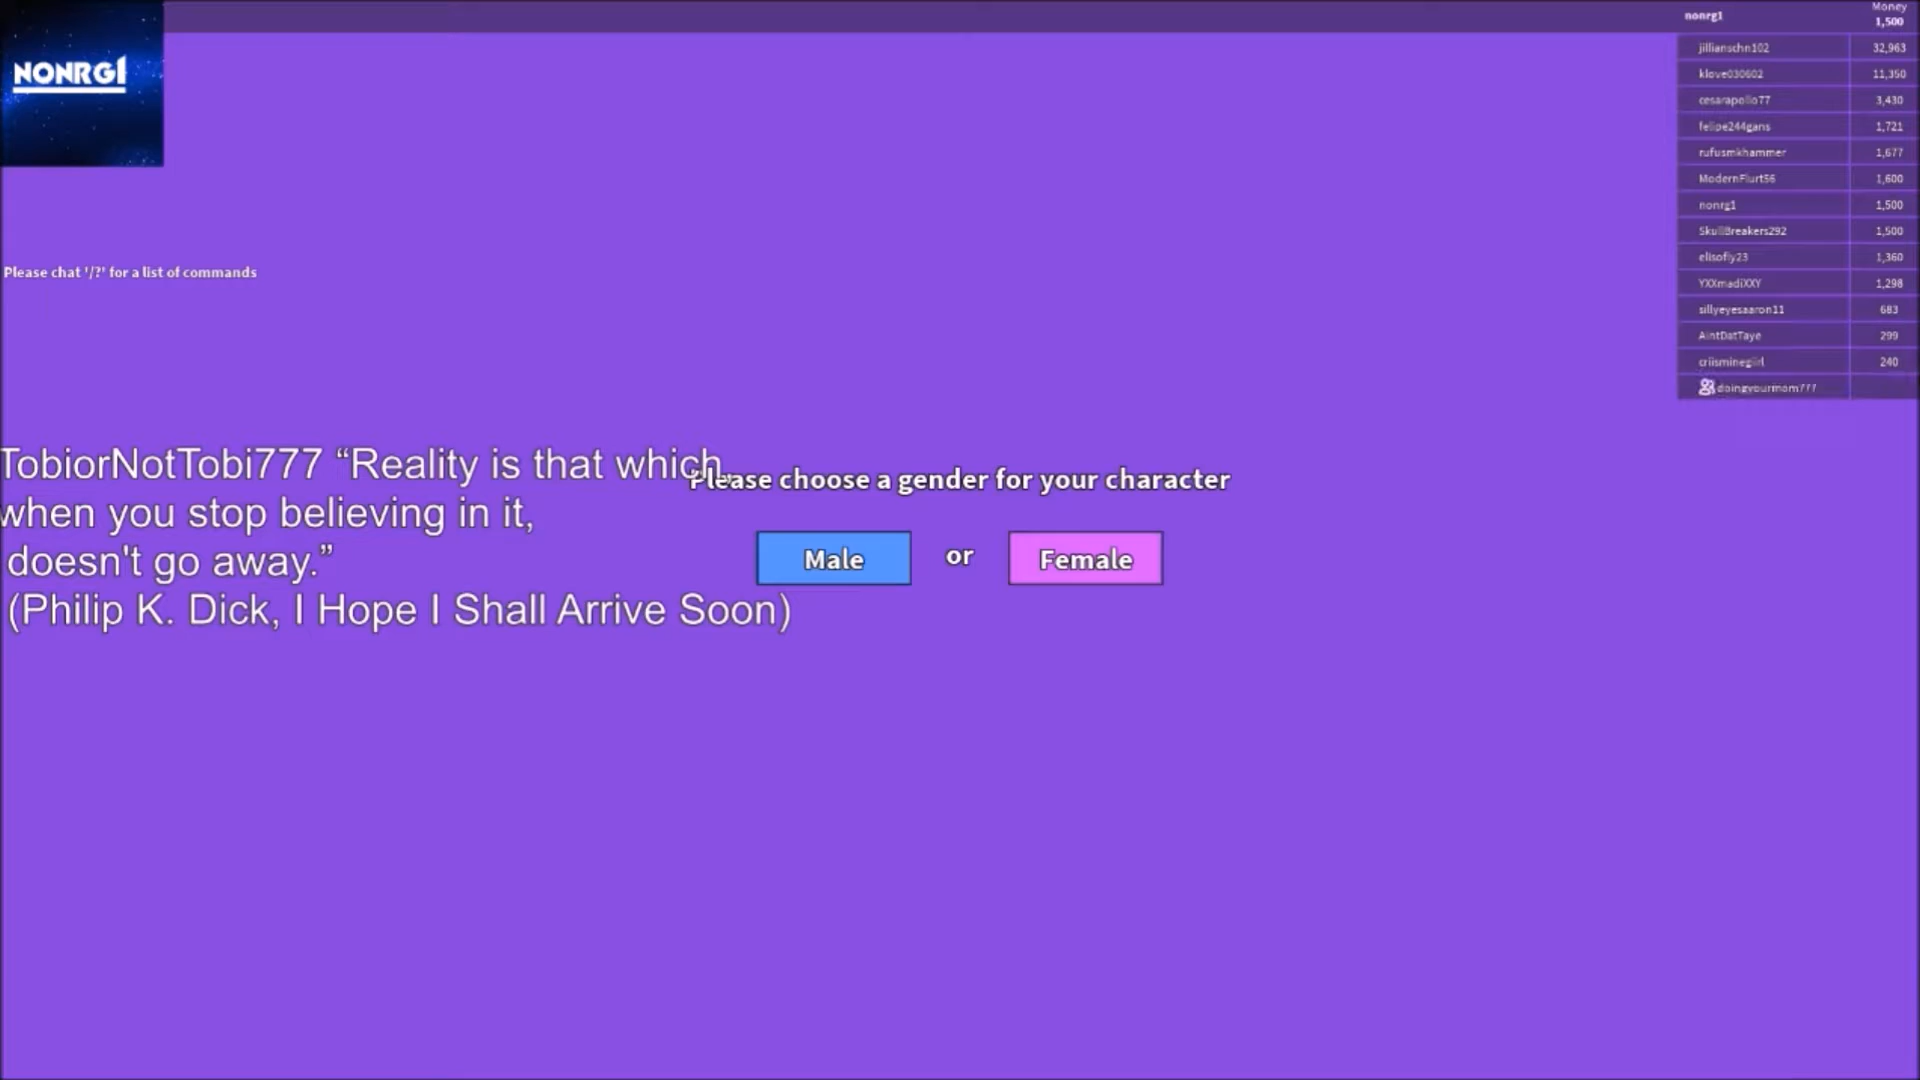 NONRG1
nonrg1 Money
1,500
jillianschn102 32,963
klove030602 11,350
cesarapollo77 3,430
felipe244gans 1,721
rufusmkhammer 1,677
ModernFlurt56 1,600
nonrg1 1,500
SkullBreakers292 1,500
elisofly23 1,360
YXXmadiXXY 1,298
sillyeyesaaron11 683
AintDatTaye 299
criisminegiirl 240
doingyourmom777
Please chat '/?' for a list of commands
TobiorNotTobi777 “Reality is that which,
when you stop believing in it,
doesn't go away.”
(Philip K. Dick, I Hope I Shall Arrive Soon)
Please choose a gender for your character
Male or Female